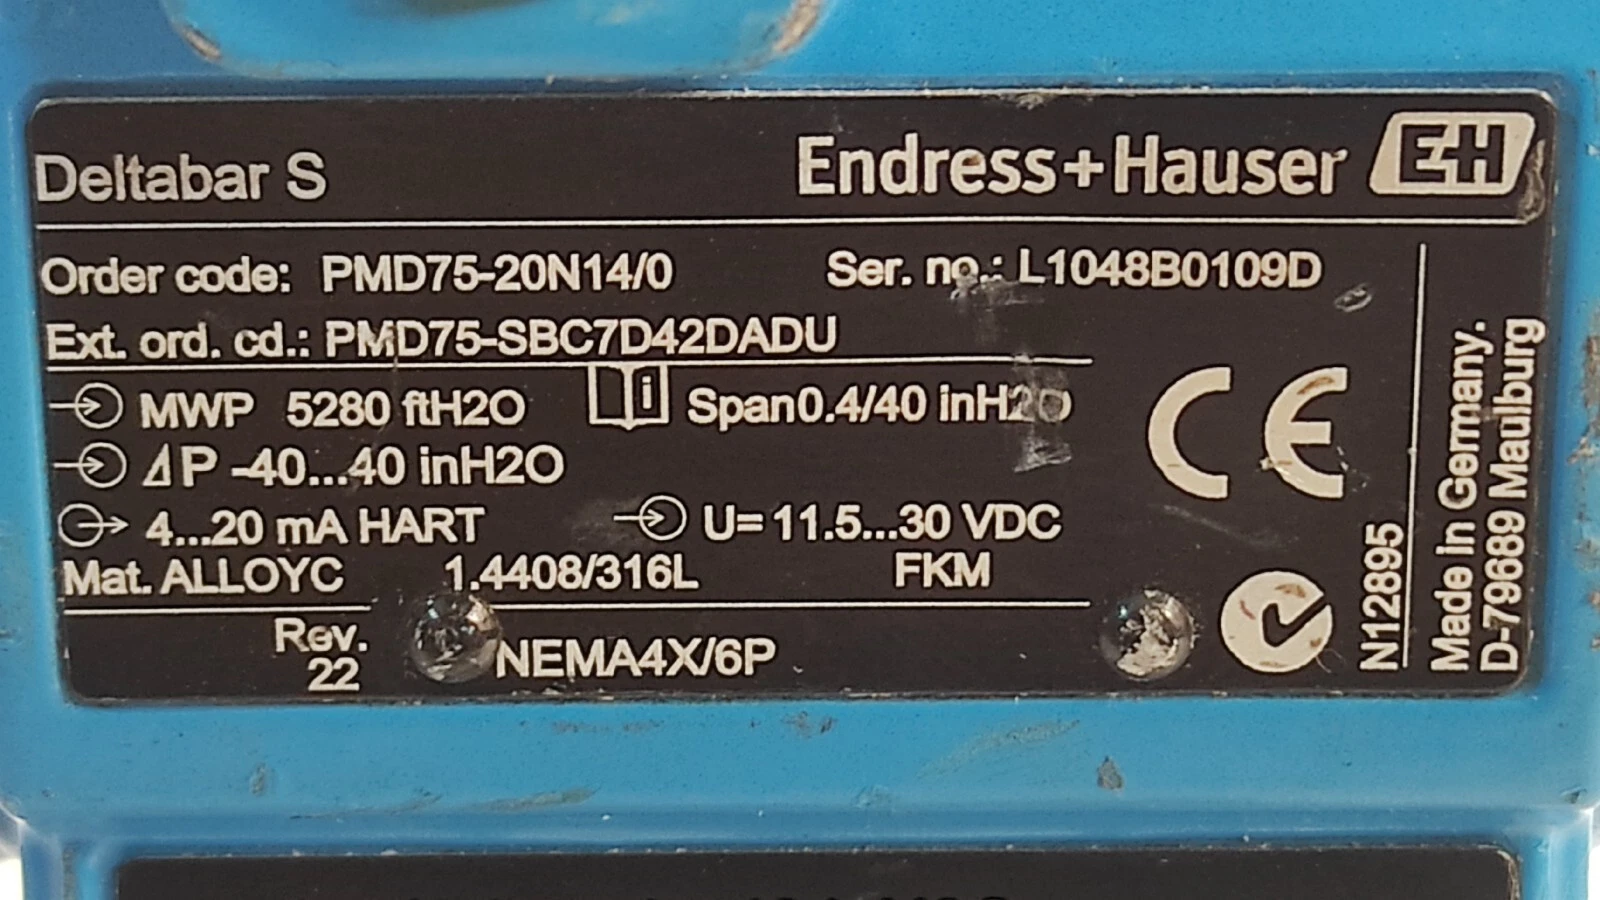 Deltabar S
Endress+Hauser EH
Order code: PMD75-20N14/0
Ser. no.: L1048B0109D
Ext. ord. cd.: PMD75-SBC7D42DADU
MWP 5280 ftH2O
i Span0.4/40 inH2O
ΔP -40...40 inH2O
4...20 mA HART
U= 11.5...30 VDC
Mat. ALLOYC 1.4408/316L FKM
Rev.
22
NEMA4X/6P
CE
N12895
Made in Germany.
D-79689 Maulburg